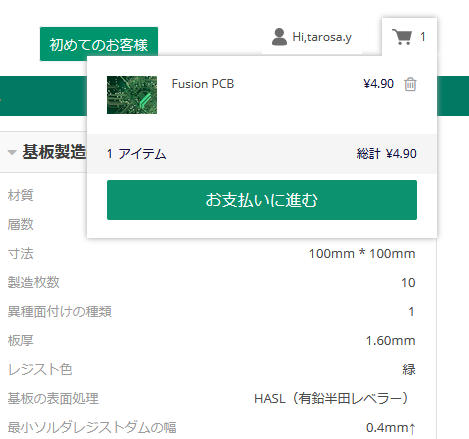 初めてのお客様
Hi,tarosa.y
1
Fusion PCB ¥4.90
1 アイテム 総計 ¥4.90
お支払いに進む
基板製造
材質
層数
寸法 100mm * 100mm
製造枚数 10
異種面付けの種類 1
板厚 1.60mm
レジスト色 緑
基板の表面処理 HASL（有鉛半田レベラー）
最小ソルダレジストダムの幅 0.4mm↑